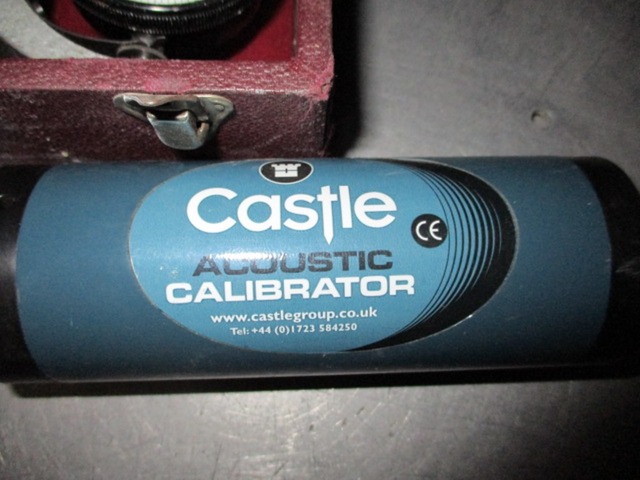 Castle
CE
ACOUSTIC
CALIBRATOR
www.castlegroup.co.uk
Tel: +44 (0)1723 584250